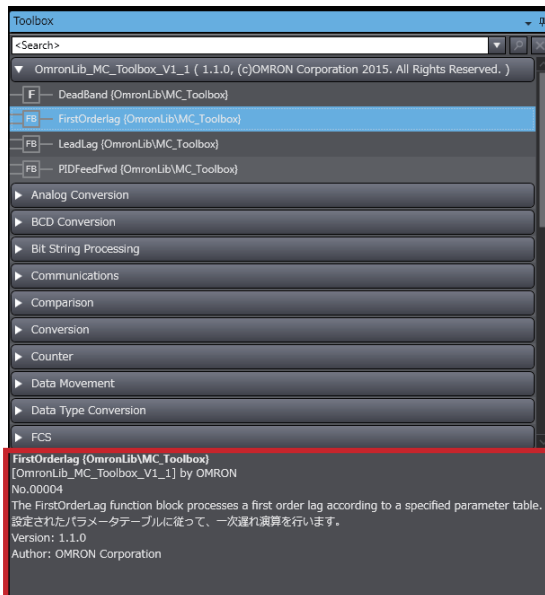 Toolbox
<Search>
OmronLib_MC_Toolbox_V1_1 ( 1.1.0, (c)OMRON Corporation 2015. All Rights Reserved. )
F DeadBand {OmronLib\MC_Toolbox}
FB FirstOrderlag {OmronLib\MC_Toolbox}
FB LeadLag {OmronLib\MC_Toolbox}
FB PIDFeedFwd {OmronLib\MC_Toolbox}
Analog Conversion
BCD Conversion
Bit String Processing
Communications
Comparison
Conversion
Counter
Data Movement
Data Type Conversion
FCS
FirstOrderlag {OmronLib\MC_Toolbox}
[OmronLib_MC_Toolbox_V1_1] by OMRON
No.00004
The FirstOrderLag function block processes a first order lag according to a specified parameter table.
設定されたパラメータテーブルに従って、一次遅れ演算を行います。
Version: 1.1.0
Author: OMRON Corporation